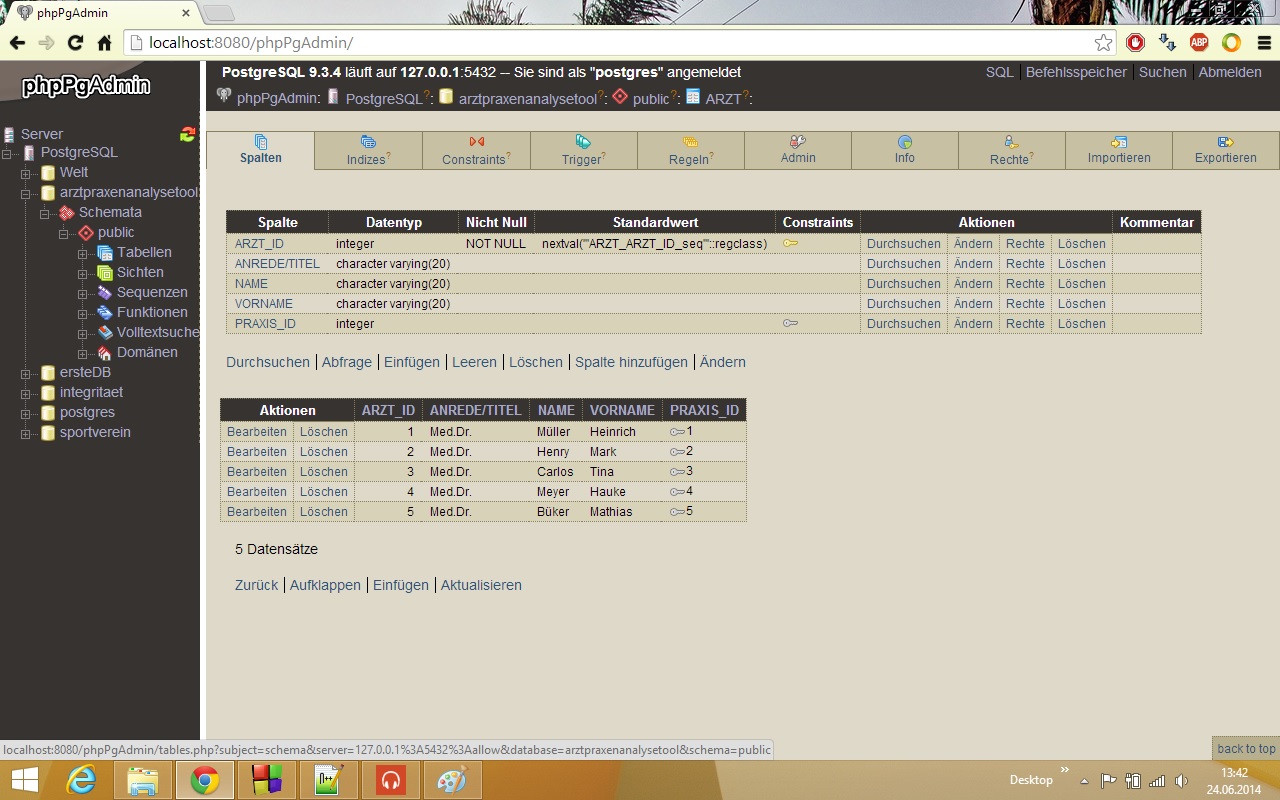 phpPgAdmin
localhost:8080/phpPgAdmin/
ABP
phpPgAdmin
PostgreSQL 9.3.4 läuft auf 127.0.0.1:5432 -- Sie sind als "postgres" angemeldet
SQL Befehlsspeicher Suchen Abmelden
phpPgAdmin: PostgreSQL?: arztpraxenanalysetool?: public?: ARZT?:
Server
PostgreSQL
Welt
arztpraxenanalysetool
Schemata
public
Tabellen
Sichten
Sequenzen
Funktionen
Volltextsuche
Domänen
ersteDB
integritaet
postgres
sportverein
Spalten Indizes? Constraints? Trigger? Regeln? Admin Info Rechte? Importieren Exportieren
Spalte Datentyp Nicht Null Standardwert Constraints Aktionen Kommentar
ARZT_ID integer NOT NULL nextval('"ARZT_ARZT_ID_seq"'::regclass) Durchsuchen Ändern Rechte Löschen
ANREDE/TITEL character varying(20) Durchsuchen Ändern Rechte Löschen
NAME character varying(20) Durchsuchen Ändern Rechte Löschen
VORNAME character varying(20) Durchsuchen Ändern Rechte Löschen
PRAXIS_ID integer Durchsuchen Ändern Rechte Löschen
Durchsuchen Abfrage Einfügen Leeren Löschen Spalte hinzufügen Ändern
Aktionen ARZT_ID ANREDE/TITEL NAME VORNAME PRAXIS_ID
Bearbeiten Löschen 1 Med.Dr. Müller Heinrich 1
Bearbeiten Löschen 2 Med.Dr. Henry Mark 2
Bearbeiten Löschen 3 Med.Dr. Carlos Tina 3
Bearbeiten Löschen 4 Med.Dr. Meyer Hauke 4
Bearbeiten Löschen 5 Med.Dr. Büker Mathias 5
5 Datensätze
Zurück Aufklappen Einfügen Aktualisieren
localhost:8080/phpPgAdmin/tables.php?subject=schema&server=127.0.0.1%3A5432%3Aallow&database=arztpraxenanalysetool&schema=public
back to top
Desktop
13:42
24.06.2014